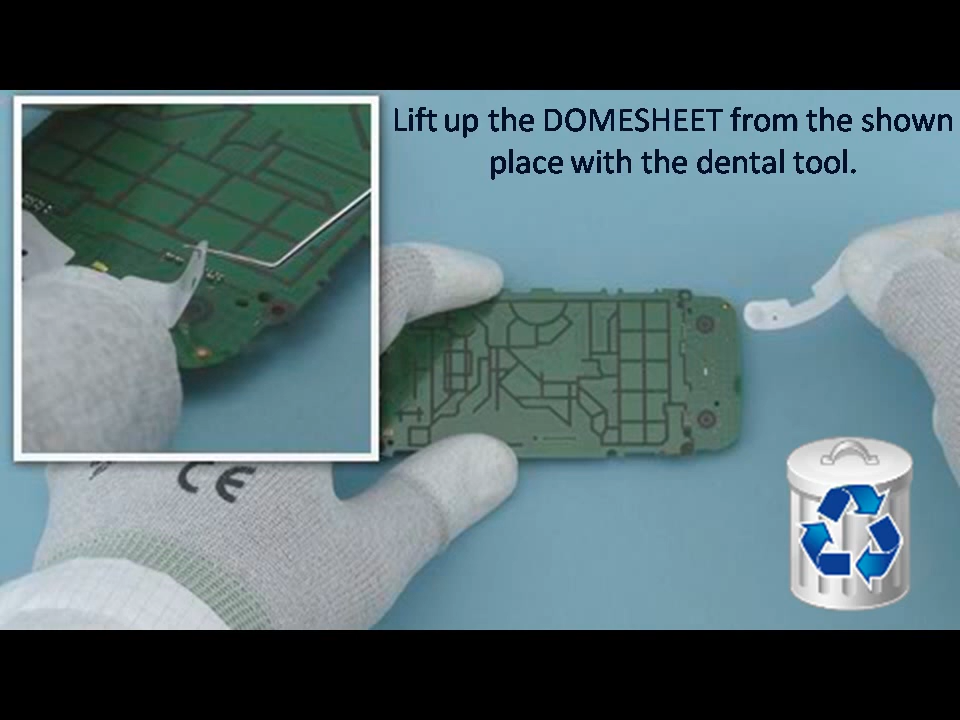 Lift up the DOMESHEET from the shown
place with the dental tool.
CE